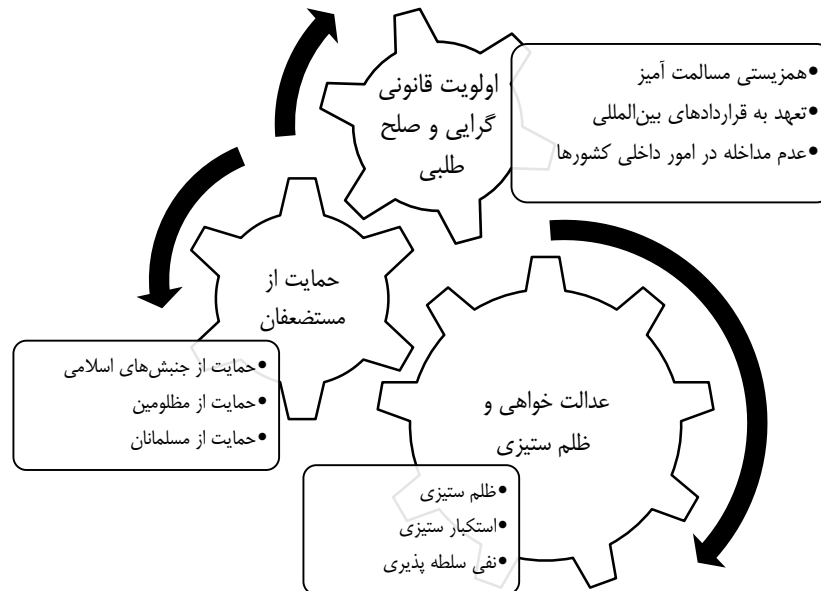 اولویت قانونی
گرایی و صلح
طلبی
•همزیستی مسالمت آمیز
•تعهد به قراردادهای بین‌المللی
•عدم مداخله در امور داخلی کشورها
حمایت از
مستضعفان
•حمایت از جنبش‌های اسلامی
•حمایت از مظلومین
•حمایت از مسلمانان
عدالت خواهی و
ظلم ستیزی
•ظلم ستیزی
•استکبار ستیزی
•نفی سلطه پذیری